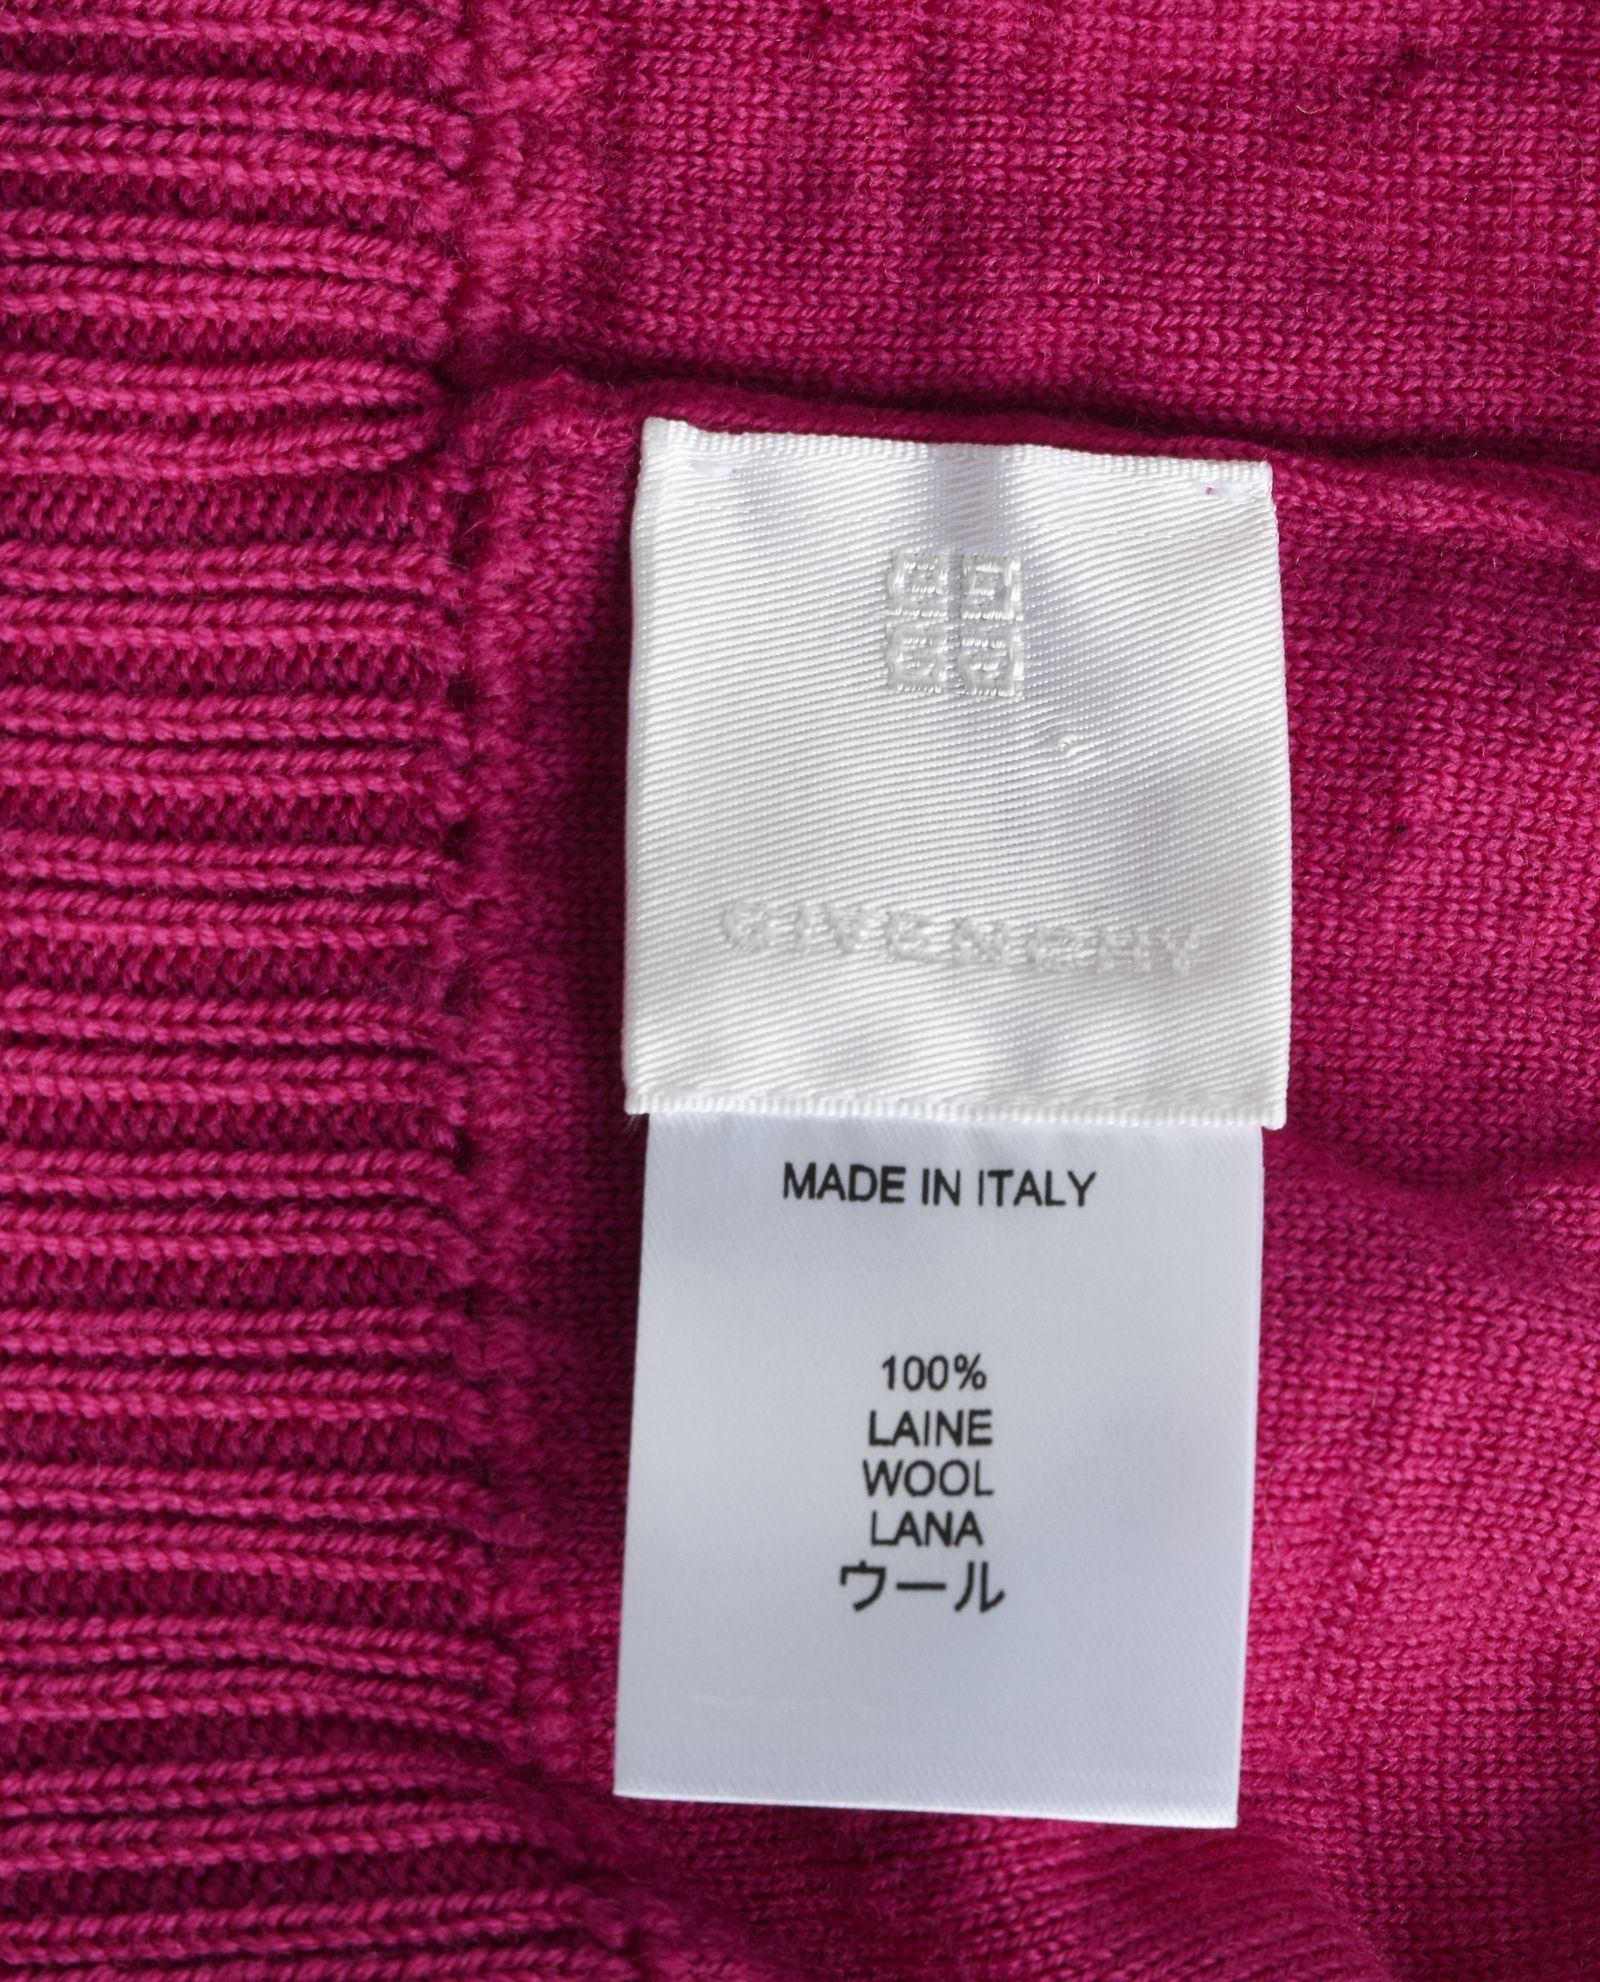 GIVENCHY
MADE IN ITALY
100%
LAINE
WOOL
LANA
ウール